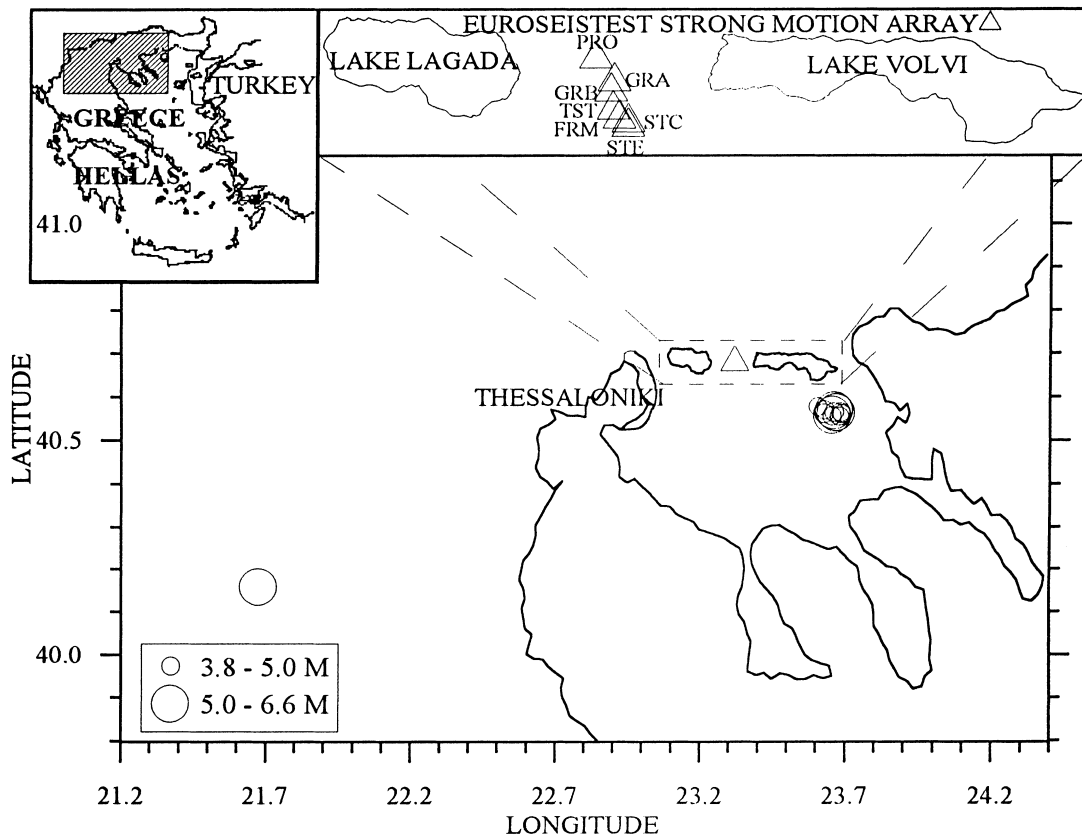 EUROSEISTEST STRONG MOTION ARRAY
PRO
LAKE LAGADA
LAKE VOLVI
GRA
GRB
TST
STC
FRM
STE
TURKEY
GREECE
HELLAS
41.0
THESSALONIKI
LATITUDE
40.5
40.0
3.8 - 5.0 M
5.0 - 6.6 M
21.2 21.7 22.2 22.7 23.2 23.7 24.2
LONGITUDE